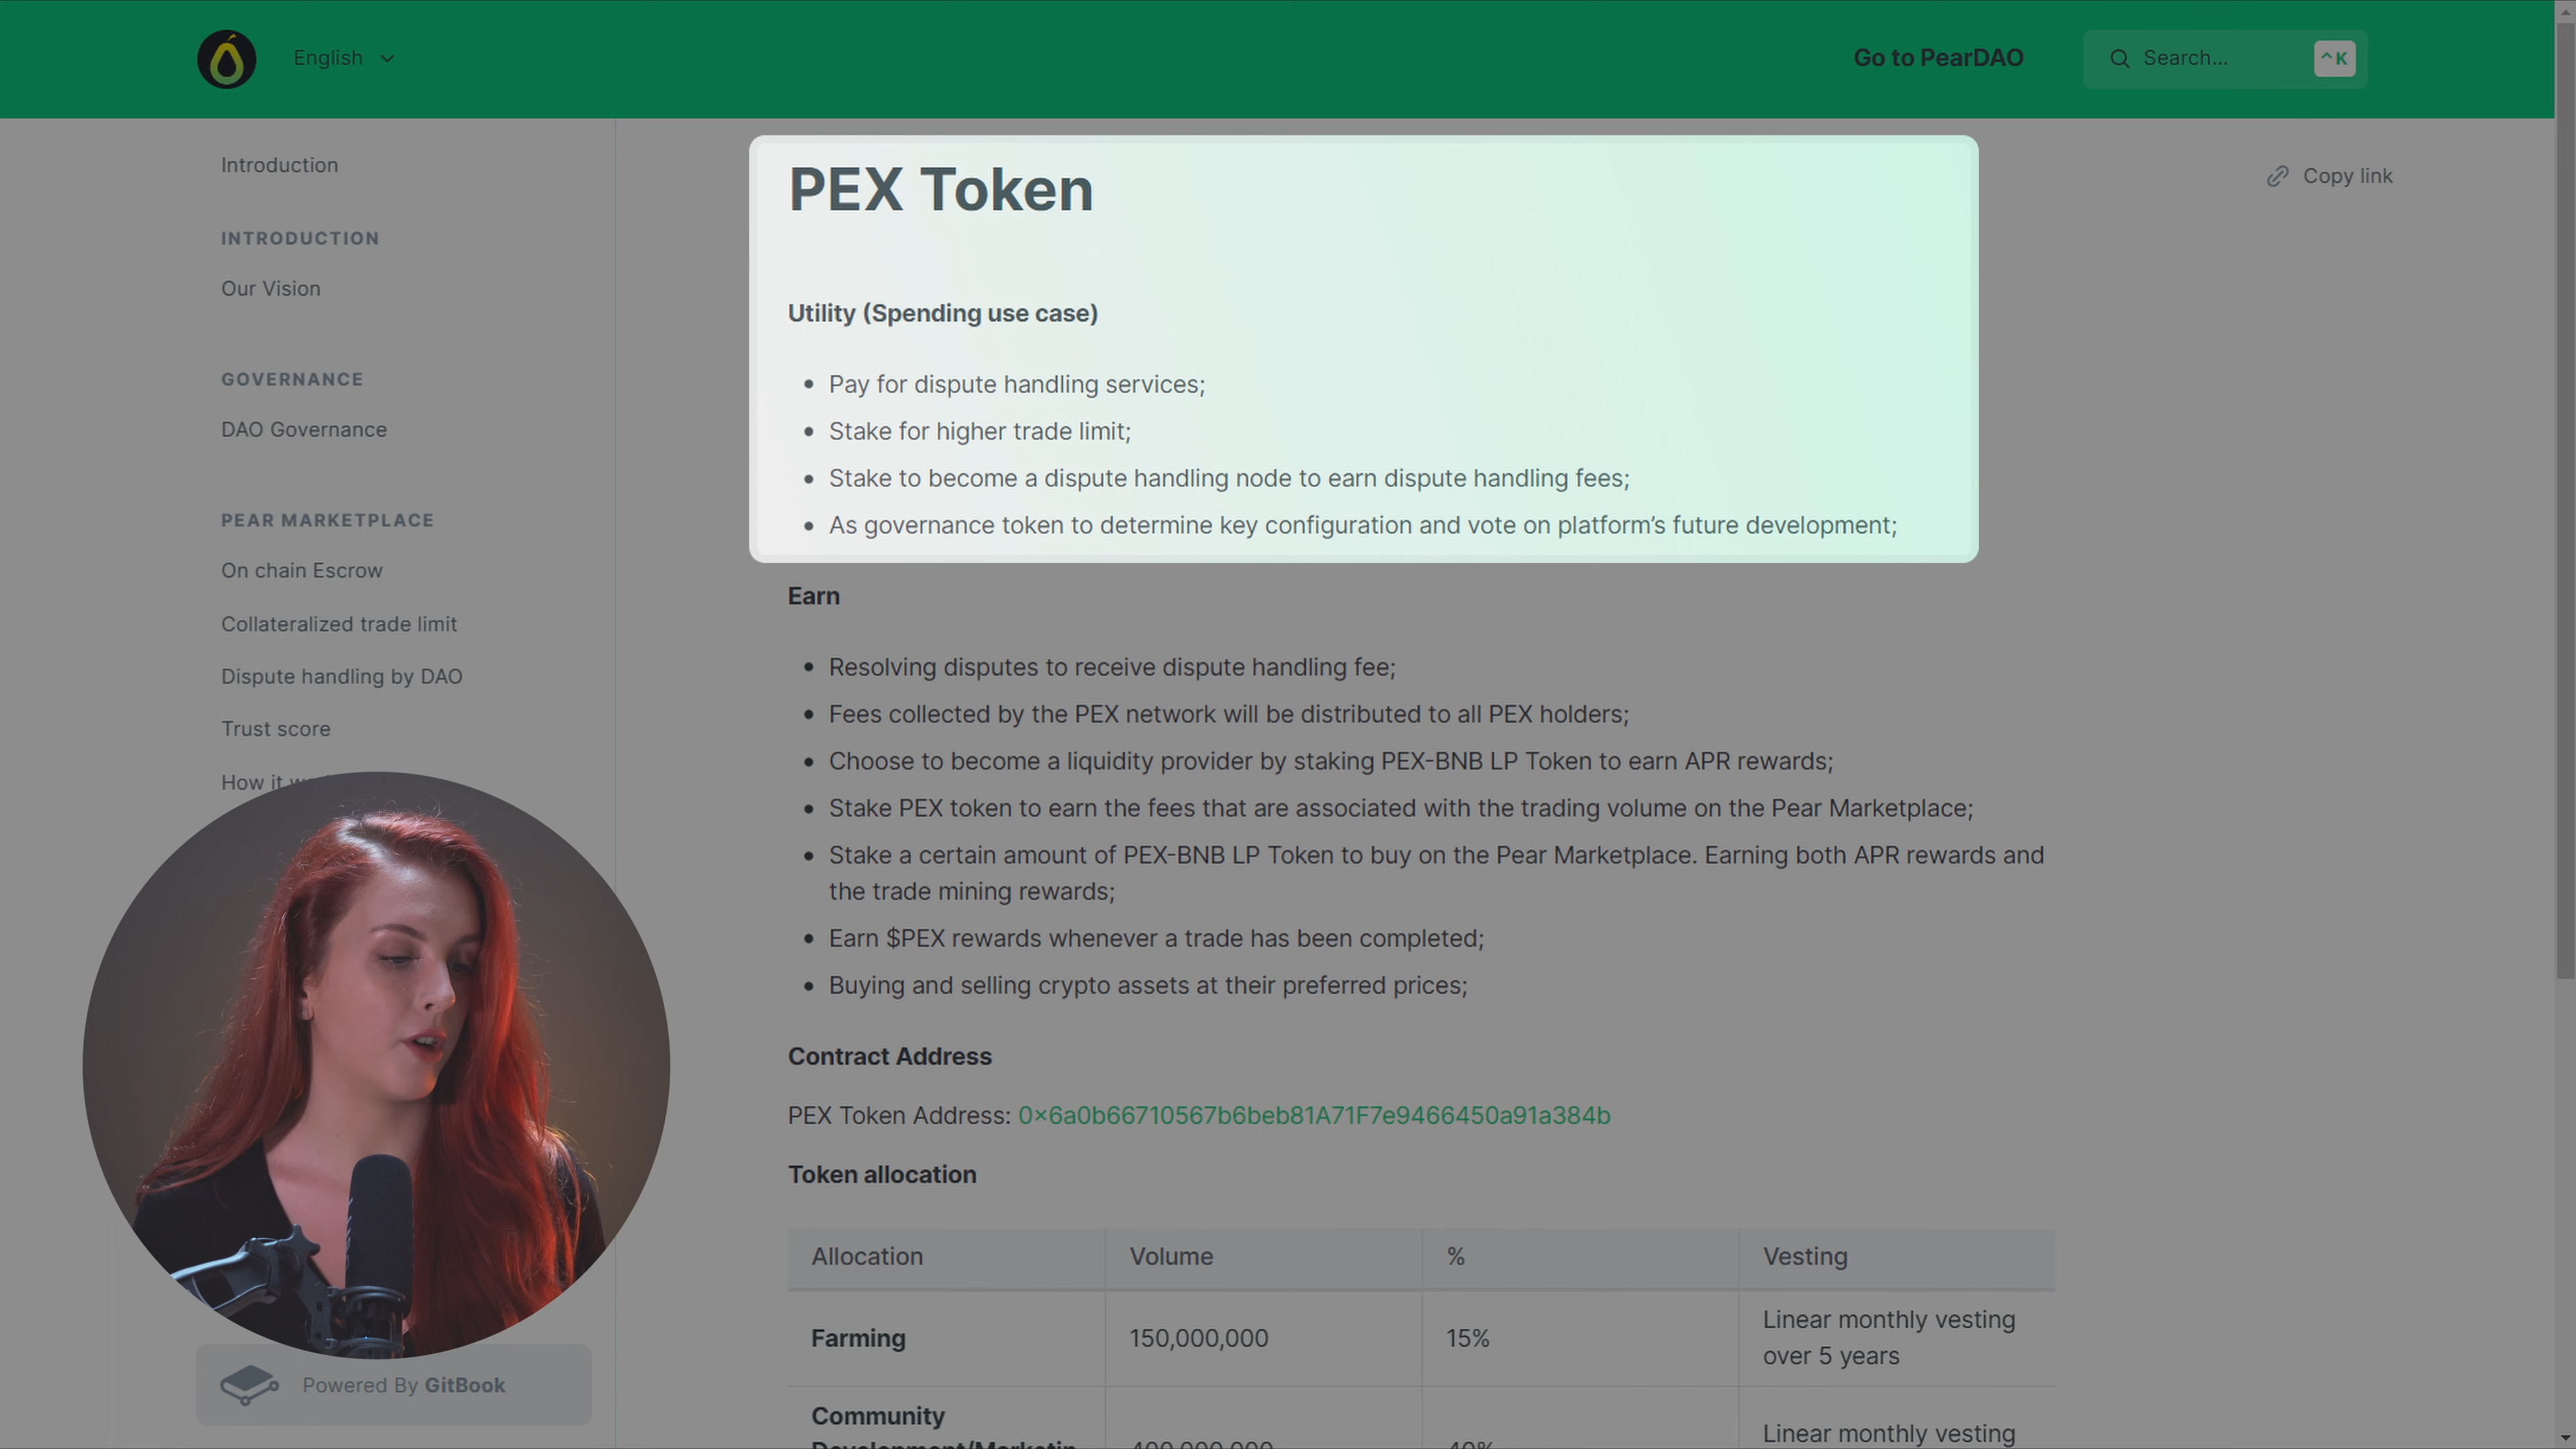 English
Go to PearDAO
Search...
^ K
Introduction
INTRODUCTION
Our Vision
GOVERNANCE
DAO Governance
PEAR MARKETPLACE
On chain Escrow
Collateralized trade limit
Dispute handling by DAO
Trust score
How it
Powered By GitBook
PEX Token
Copy link
Utility (Spending use case)
Pay for dispute handling services;
Stake for higher trade limit;
Stake to become a dispute handling node to earn dispute handling fees;
As governance token to determine key configuration and vote on platform's future development;
Earn
Resolving disputes to receive dispute handling fee;
Fees collected by the PEX network will be distributed to all PEX holders;
Choose to become a liquidity provider by staking PEX-BNB LP Token to earn APR rewards;
Stake PEX token to earn the fees that are associated with the trading volume on the Pear Marketplace;
Stake a certain amount of PEX-BNB LP Token to buy on the Pear Marketplace. Earning both APR rewards and
the trade mining rewards;
Earn $PEX rewards whenever a trade has been completed;
Buying and selling crypto assets at their preferred prices;
Contract Address
PEX Token Address: 0x6a0b66710567b6beb81A71F7e9466450a91a384b
Token allocation
Allocation Volume % Vesting
Farming 150,000,000 15% Linear monthly vesting
over 5 years
Community Linear monthly vesting
Development/Marketin 400,000,000 40%